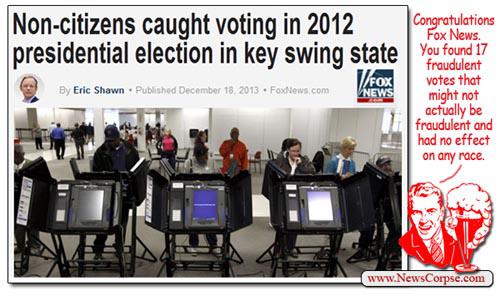 Non-citizens caught voting in 2012
presidential election in key swing state
By Eric Shawn • Published December 18, 2013 • FoxNews.com
FOX
NEWS
.com
Congratulations
Fox News.
You found 17
fraudulent
votes that
might not
actually be
fraudulent and
had no effect
on any race.
www.NewsCorpse.com